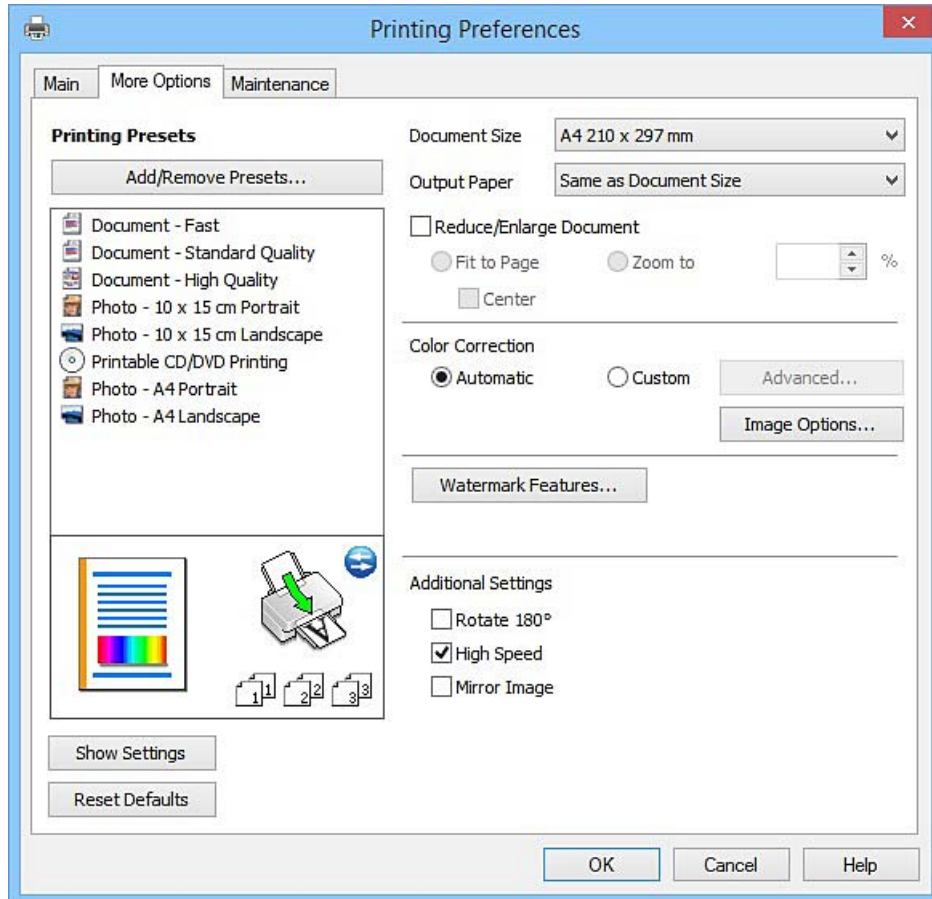 Printing Preferences
Main
More Options
Maintenance
Printing Presets
Add/Remove Presets...
Document - Fast
Document - Standard Quality
Document - High Quality
Photo - 10 x 15 cm Portrait
Photo - 10 x 15 cm Landscape
Printable CD/DVD Printing
Photo - A4 Portrait
Photo - A4 Landscape
A
1 1 2 2 3 3
Show Settings
Reset Defaults
Document Size
A4 210 x 297 mm
Output Paper
Same as Document Size
Reduce/Enlarge Document
Fit to Page
Zoom to
%
Center
Color Correction
Automatic
Custom
Advanced...
Image Options...
Watermark Features...
Additional Settings
Rotate 180°
High Speed
Mirror Image
OK
Cancel
Help